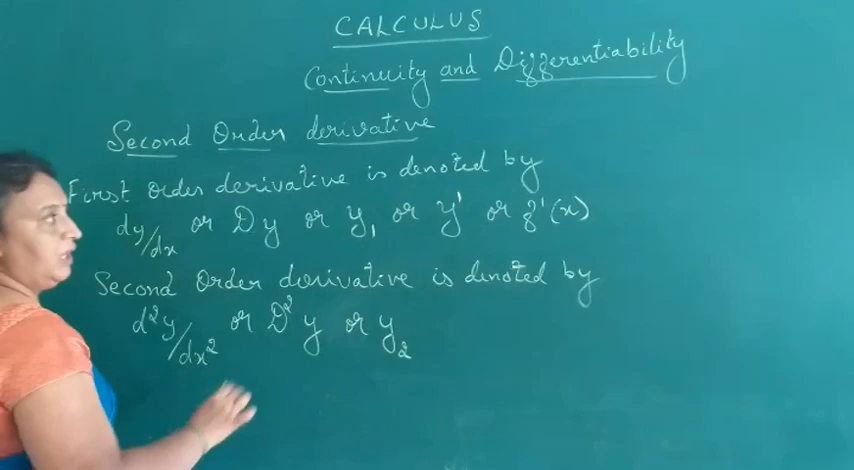 CALCULUS
Continuity and Differentiability
Second Order derivative
First order derivative is denoted by
dy/dx or Dy or y₁ or y' or f'(x)
Second Order derivative is denoted by
d²y/dx² or D²y or y₂